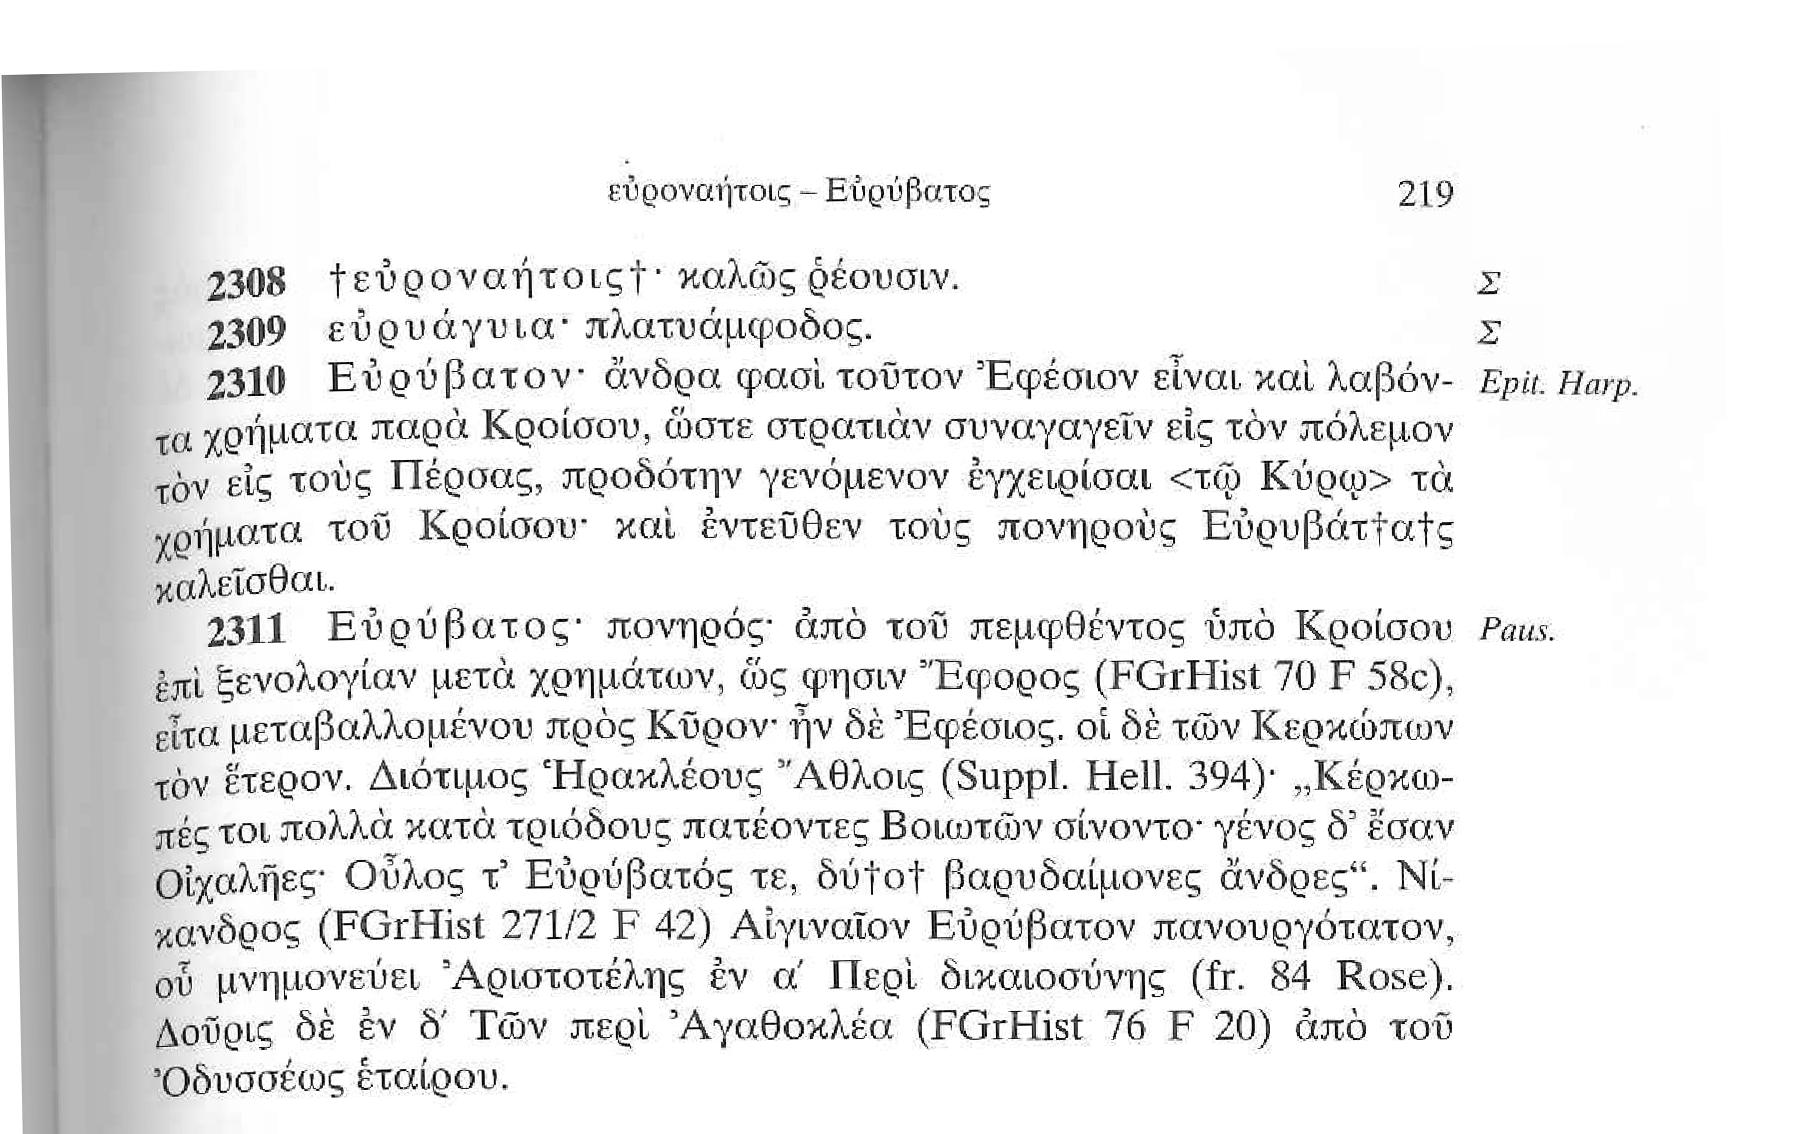 εὐροναήτοις – Εὐρύβατος 219
2308 †εὐροναήτοις†· καλῶς ῥέουσιν. Σ
2309 εὐρυάγυια· πλατυάμφοδος. Σ
2310 Εὐρύβατον· ἄνδρα φασὶ τοῦτον Ἐφέσιον εἶναι καὶ λαβόν- Epit. Harp.
τα χρήματα παρὰ Κροίσου, ὥστε στρατιὰν συναγαγεῖν εἰς τὸν πόλεμον
τὸν εἰς τοὺς Πέρσας, προδότην γενόμενον ἐγχειρίσαι <τῷ Κύρῳ> τὰ
χρήματα τοῦ Κροίσου· καὶ ἐντεῦθεν τοὺς πονηροὺς Εὐρυβάτ†α†ς
καλεῖσθαι.
2311 Εὐρύβατος· πονηρός· ἀπὸ τοῦ πεμφθέντος ὑπὸ Κροίσου Paus.
ἐπὶ ξενολογίαν μετὰ χρημάτων, ὥς φησιν Ἔφορος (FGrHist 70 F 58c),
εἶτα μεταβαλλομένου πρὸς Κῦρον· ἦν δὲ Ἐφέσιος. οἱ δὲ τῶν Κερκώπων
τὸν ἕτερον. Διότιμος Ἡρακλέους Ἄθλοις (Suppl. Hell. 394)· „Κέρκω-
πές τοι πολλὰ κατὰ τριόδους πατέοντες Βοιωτῶν σίνοντο· γένος δ’ ἔσαν
Οἰχαλῆες· Οὖλος τ’ Εὐρύβατός τε, δύ†ο† βαρυδαίμονες ἄνδρες“. Νί-
κανδρος (FGrHist 271/2 F 42) Αἰγιναῖον Εὐρύβατον πανουργότατον,
οὗ μνημονεύει Ἀριστοτέλης ἐν α′ Περὶ δικαιοσύνης (fr. 84 Rose).
Δοῦρις δὲ ἐν δ′ Τῶν περὶ Ἀγαθοκλέα (FGrHist 76 F 20) ἀπὸ τοῦ
Ὀδυσσέως ἑταίρου.